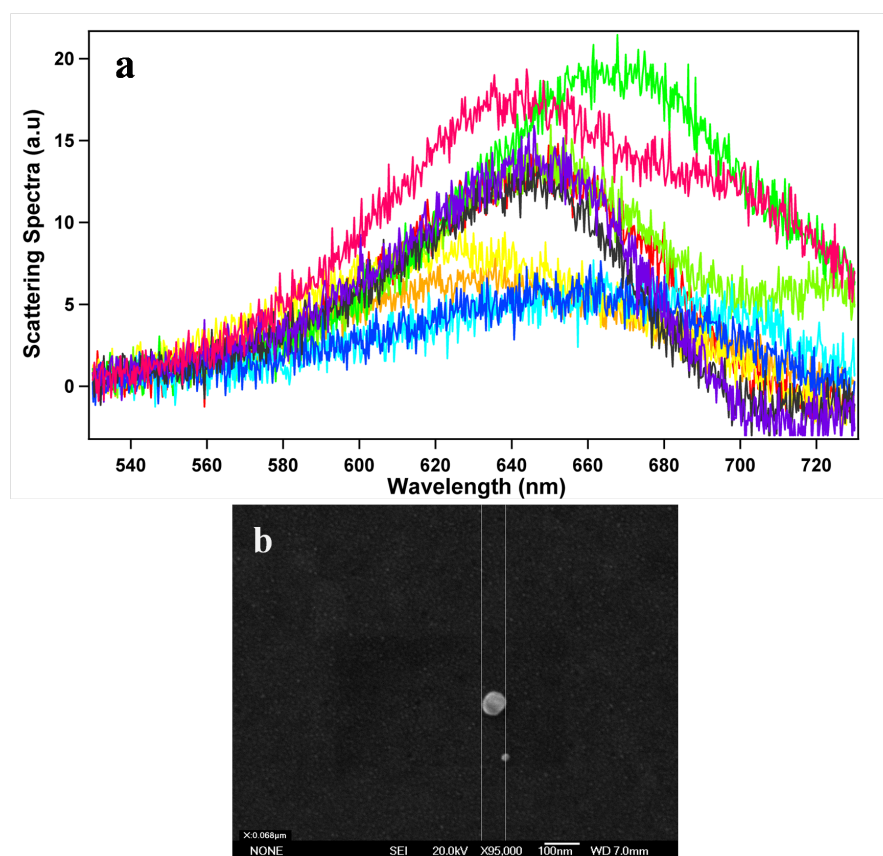 a
Scattering Spectra (a.u)
20
15
10
5
0
540 560 580 600 620 640 660 680 700 720
Wavelength (nm)
b
X:0.068µm
NONE SEI 20.0kV X95,000 100nm WD 7.0mm